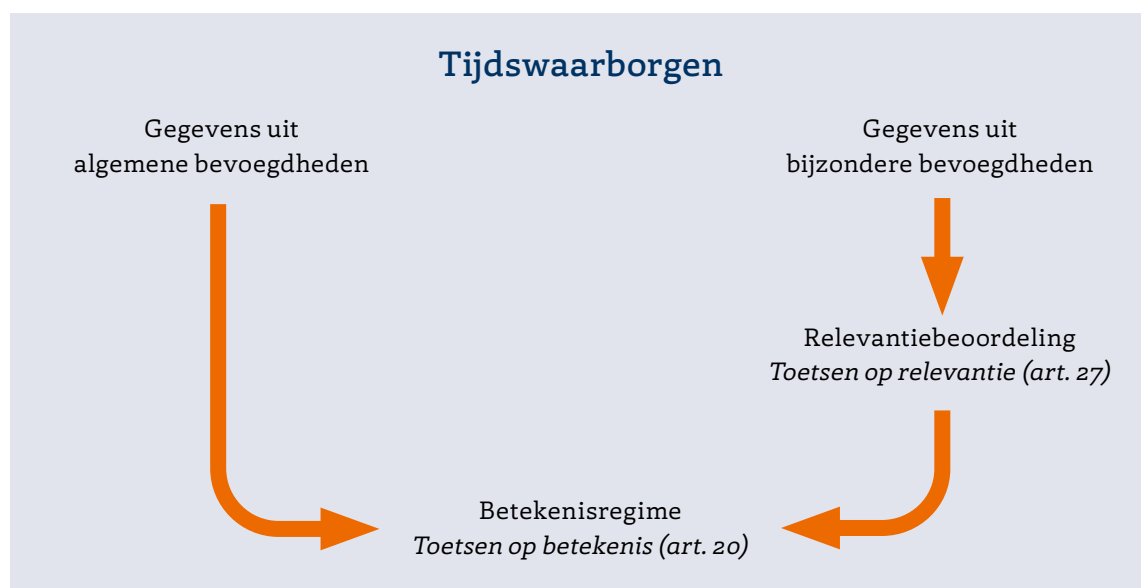 Tijdswaarborgen
Gegevens uit
algemene bevoegdheden
Gegevens uit
bijzondere bevoegdheden
Relevantiebeoordeling
Toetsen op relevantie (art. 27)
Betekenisregime
Toetsen op betekenis (art. 20)